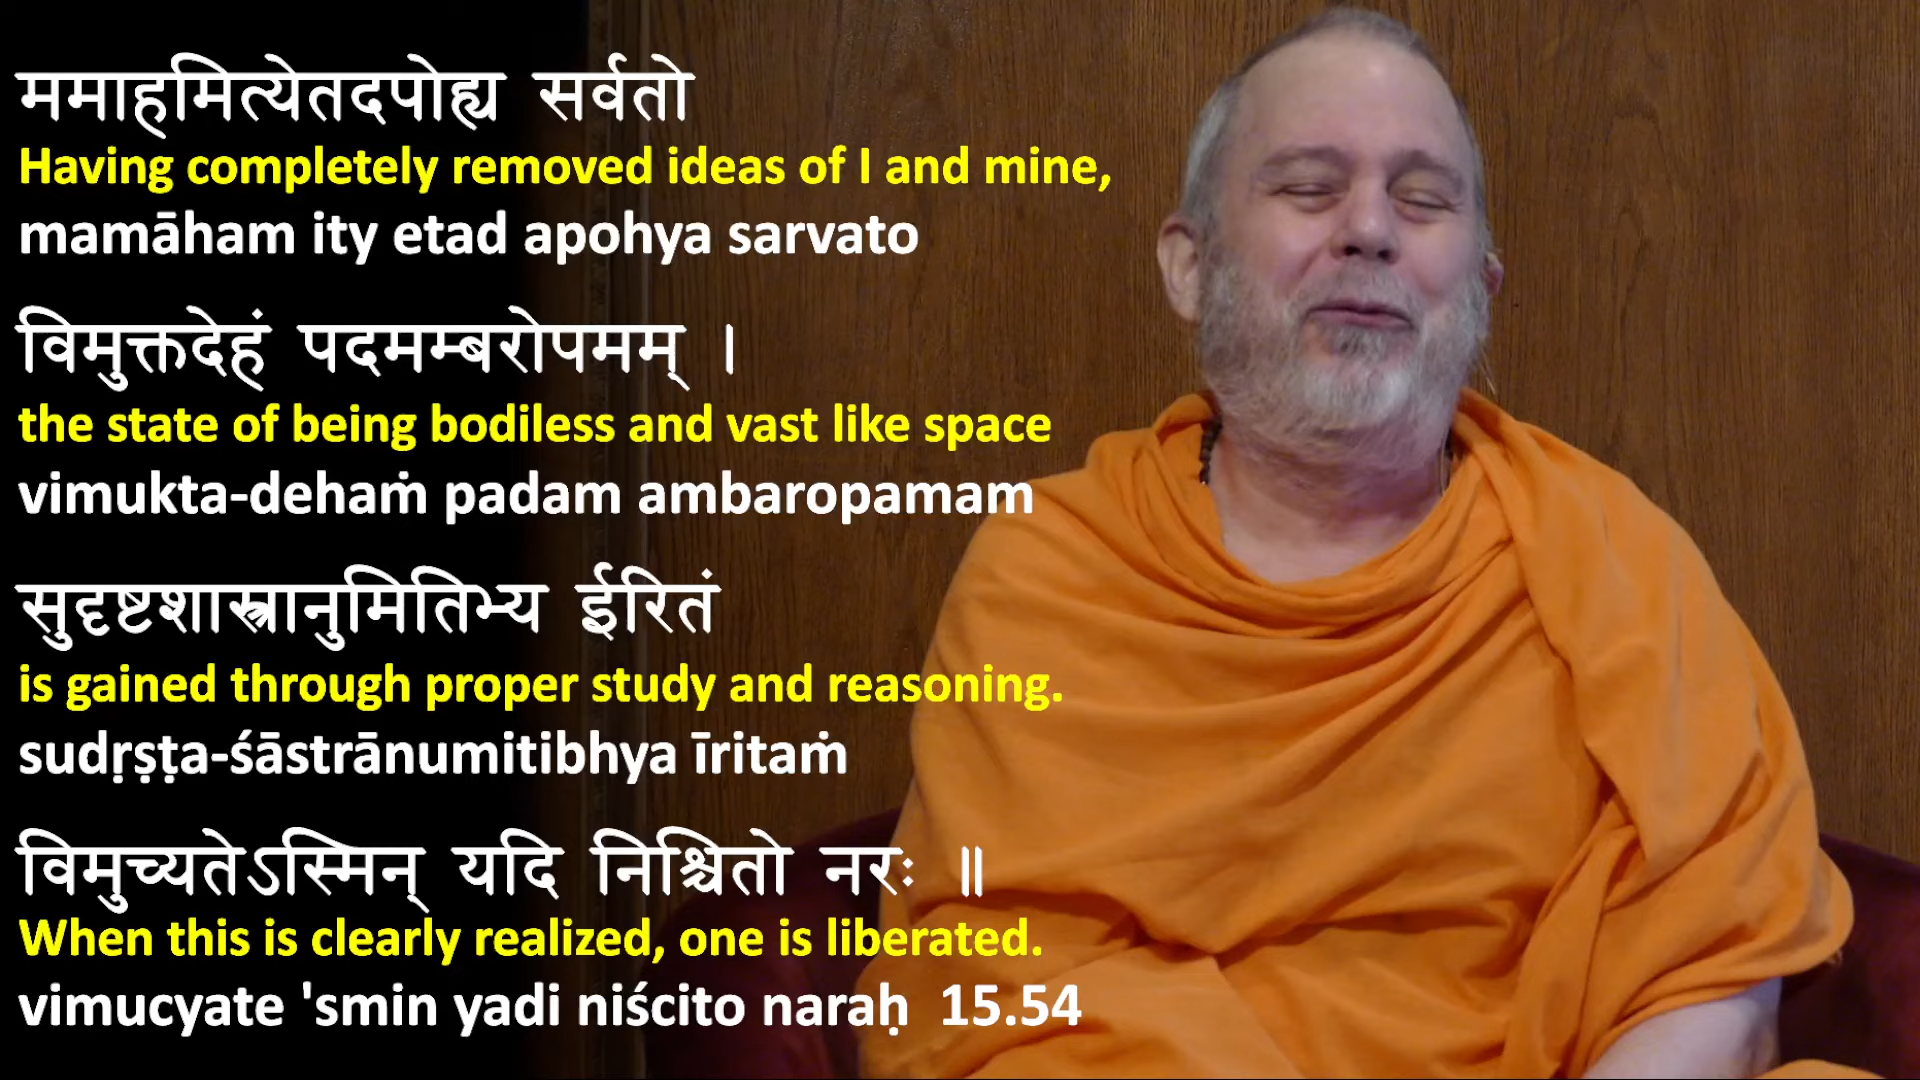 ममाहमित्येतदपोह्य सर्वतो
Having completely removed ideas of I and mine,
mamāham ity etad apohya sarvato
विमुक्तदेहं पदमम्बरोपमम् ।
the state of being bodiless and vast like space
vimukta-dehaṁ padam ambaropamam
सुदृष्टशास्त्रानुमितिभ्य ईरितं
is gained through proper study and reasoning.
sudṛṣṭa-śāstrānumitibhya īritaṁ
विमुच्यतेऽस्मिन् यदि निश्चितो नरः ॥
When this is clearly realized, one is liberated.
vimucyate 'smin yadi niścito naraḥ 15.54